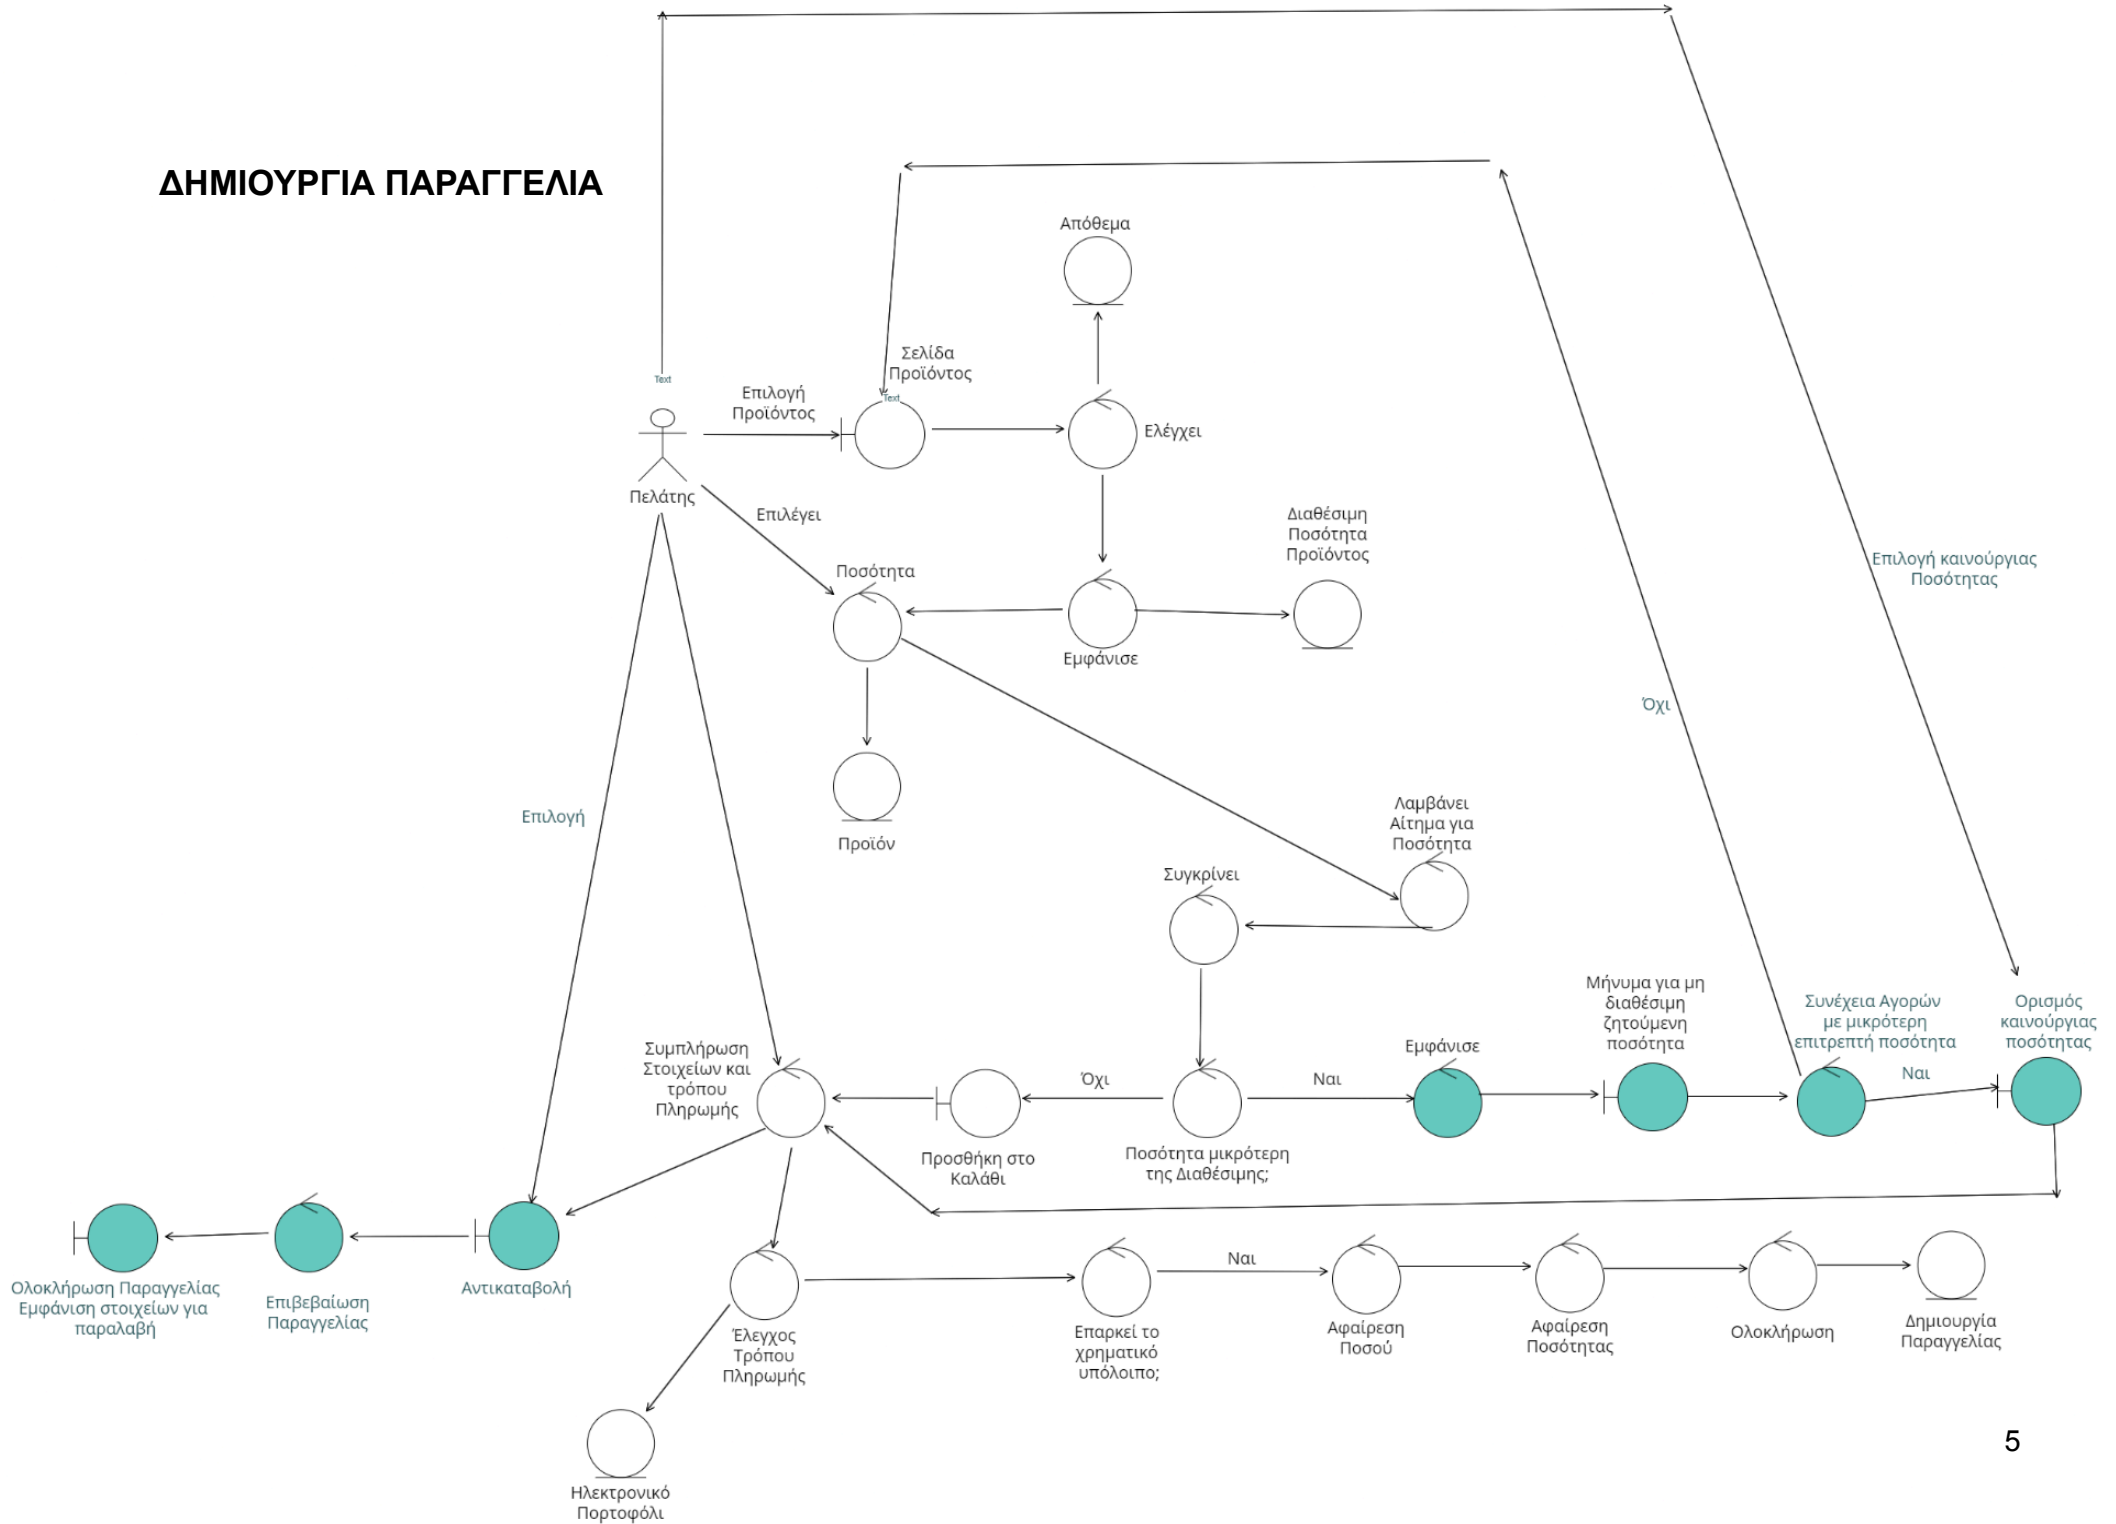 ΔΗΜΙΟΥΡΓΙΑ ΠΑΡΑΓΓΕΛΙΑ
Απόθεμα
Σελίδα
Προϊόντος
Text
Επιλογή
Προϊόντος
Text
Ελέγχει
Πελάτης
Επιλέγει
Διαθέσιμη
Ποσότητα
Προϊόντος
Επιλογή καινούργιας
Ποσότητας
Ποσότητα
Εμφάνισε
Όχι
Επιλογή
Προϊόν
Λαμβάνει
Αίτημα για
Ποσότητα
Συγκρίνει
Μήνυμα για μη
διαθέσιμη
ζητούμενη
ποσότητα
Συνέχεια Αγορών
με μικρότερη
επιτρεπτή ποσότητα
Ορισμός
καινούργιας
ποσότητας
Συμπλήρωση
Στοιχείων και
τρόπου
Πληρωμής
Εμφάνισε
Όχι
Ναι
Ναι
Προσθήκη στο
Καλάθι
Ποσότητα μικρότερη
της Διαθέσιμης;
Ολοκλήρωση Παραγγελίας
Εμφάνιση στοιχείων για
παραλαβή
Επιβεβαίωση
Παραγγελίας
Αντικαταβολή
Ναι
Έλεγχος
Τρόπου
Πληρωμής
Επαρκεί το
χρηματικό
υπόλοιπο;
Αφαίρεση
Ποσού
Αφαίρεση
Ποσότητας
Ολοκλήρωση
Δημιουργία
Παραγγελίας
Ηλεκτρονικό
Πορτοφόλι
5